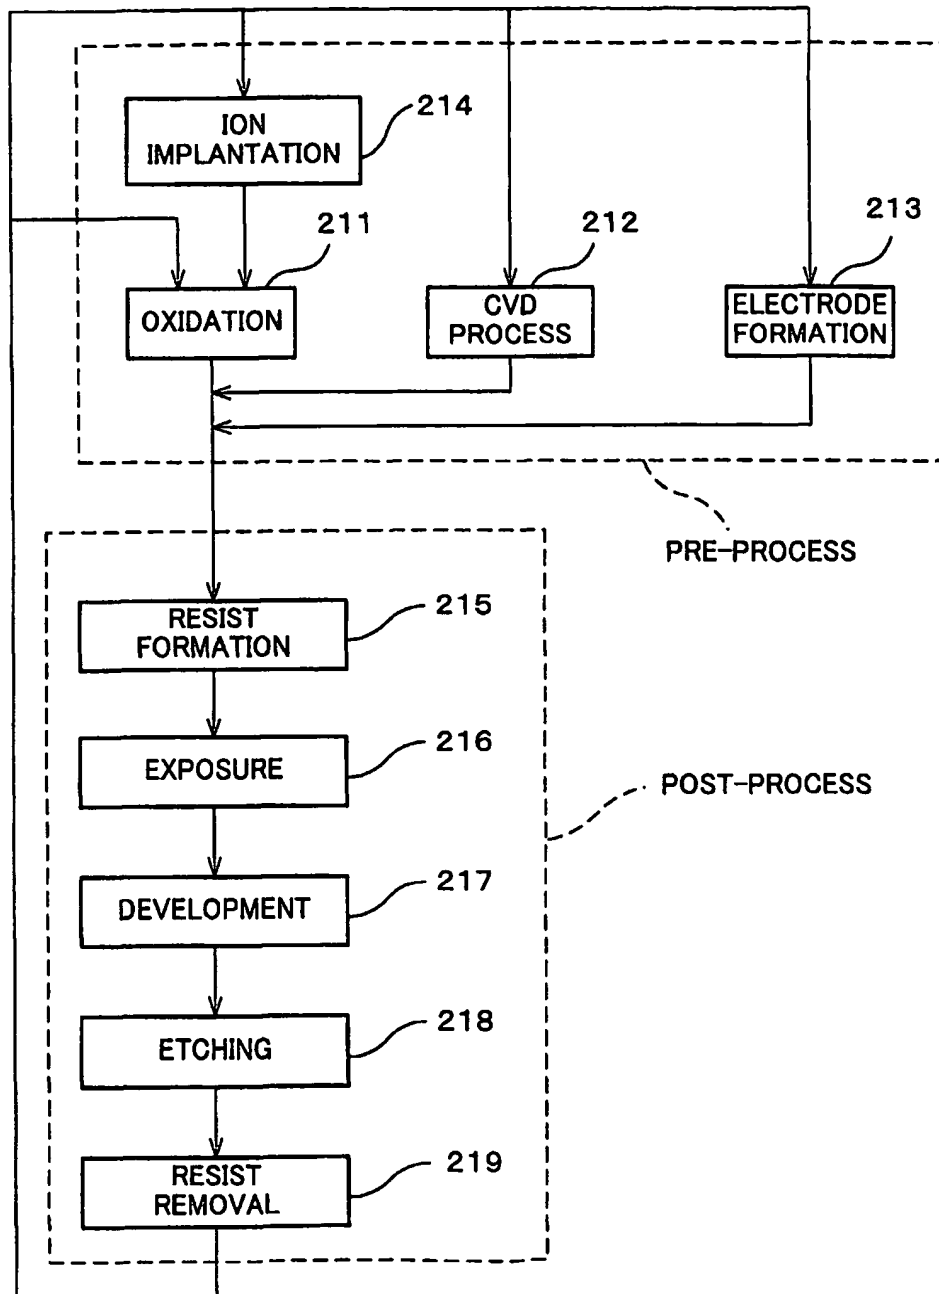 ION
IMPLANTATION
214
211
212
213
OXIDATION
CVD
PROCESS
ELECTRODE
FORMATION
PRE-PROCESS
RESIST
FORMATION
215
EXPOSURE
216
POST-PROCESS
DEVELOPMENT
217
ETCHING
218
RESIST
REMOVAL
219